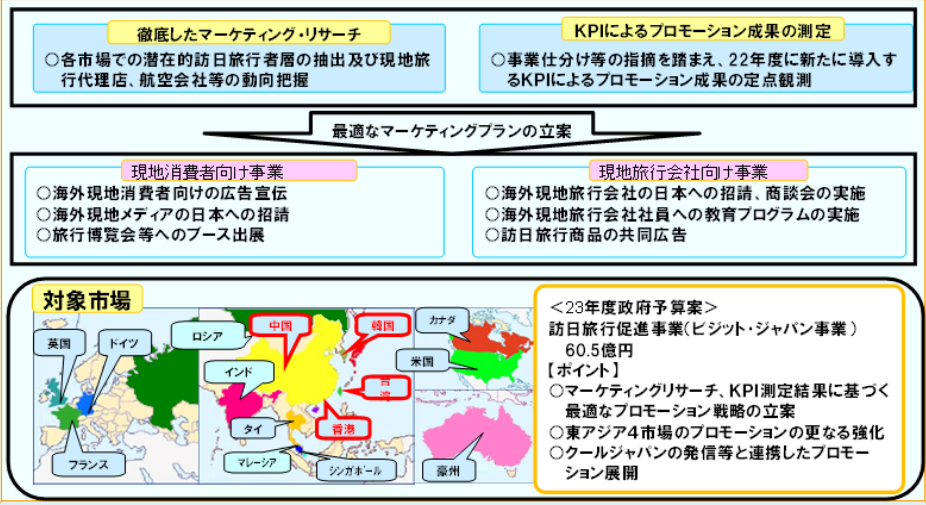 徹底したマーケティング・リサーチ
○各市場での潜在的訪日旅行者層の抽出及び現地旅
行代理店、航空会社等の動向把握
KPIによるプロモーション成果の測定
○事業仕分け等の指摘を踏まえ、22年度に新たに導入す
るKPIによるプロモーション成果の定点観測
最適なマーケティングプランの立案
現地消費者向け事業
○海外現地消費者向けの広告宣伝
○海外現地メディアの日本への招請
○旅行博覧会等へのブース出展
現地旅行会社向け事業
○海外現地旅行会社の日本への招請、商談会の実施
○海外現地旅行会社社員への教育プログラムの実施
○訪日旅行商品の共同広告
対象市場
英国
ドイツ
フランス
ロシア
中国
韓国
インド
台
湾
タイ
香港
マレーシア
シンガポール
カナダ
米国
豪州
＜23年度政府予算案＞
訪日旅行促進事業（ビジット・ジャパン事業）
60.5億円
【ポイント】
○マーケティングリサーチ、KPI測定結果に基づく
最適なプロモーション戦略の立案
○東アジア４市場のプロモーションの更なる強化
○クールジャパンの発信等と連携したプロモー
ション展開